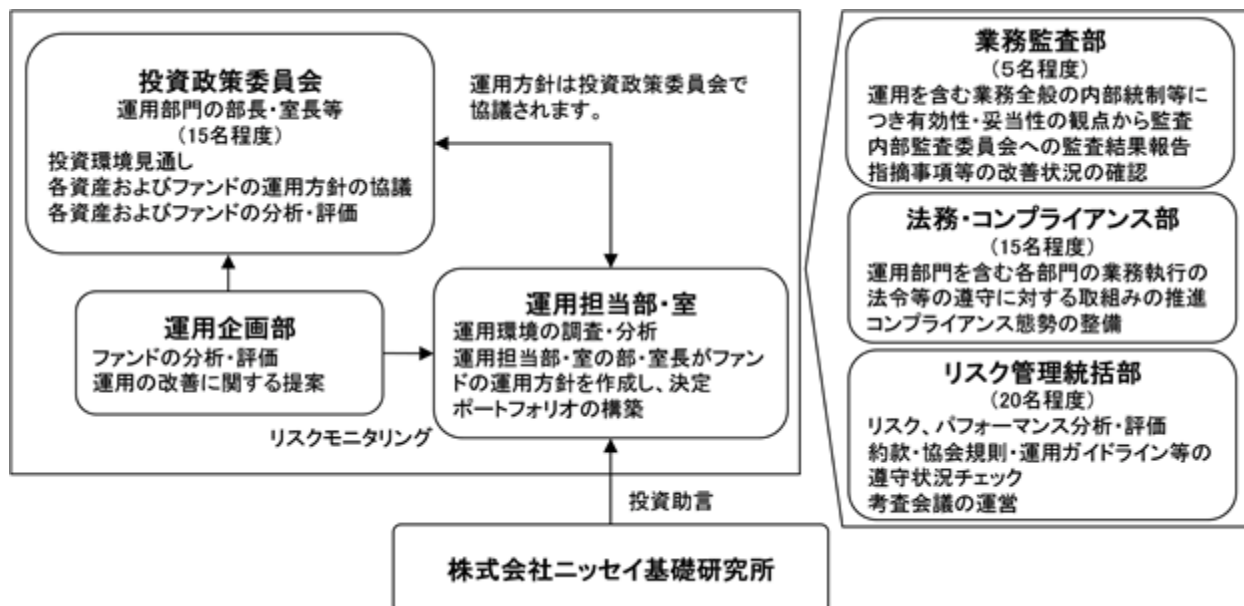 投資政策委員会
運用部門の部長・室長等
(15名程度)
投資環境見通し
各資産およびファンドの運用方針の協議
各資産およびファンドの分析・評価
運用方針は投資政策委員会で
協議されます。
運用企画部
ファンドの分析・評価
運用の改善に関する提案
リスクモニタリング
運用担当部・室
運用環境の調査・分析
運用担当部・室の部・室長がファン
ドの運用方針を作成し、決定
ポートフォリオの構築
投資助言
株式会社ニッセイ基礎研究所
業務監査部
(5名程度)
運用を含む業務全般の内部統制等に
つき有効性・妥当性の観点から監査
内部監査委員会への監査結果報告
指摘事項等の改善状況の確認
法務・コンプライアンス部
(15名程度)
運用部門を含む各部門の業務執行の
法令等の遵守に対する取組みの推進
コンプライアンス態勢の整備
リスク管理統括部
(20名程度)
リスク、パフォーマンス分析・評価
約款・協会規則・運用ガイドライン等の
遵守状況チェック
考査会議の運営